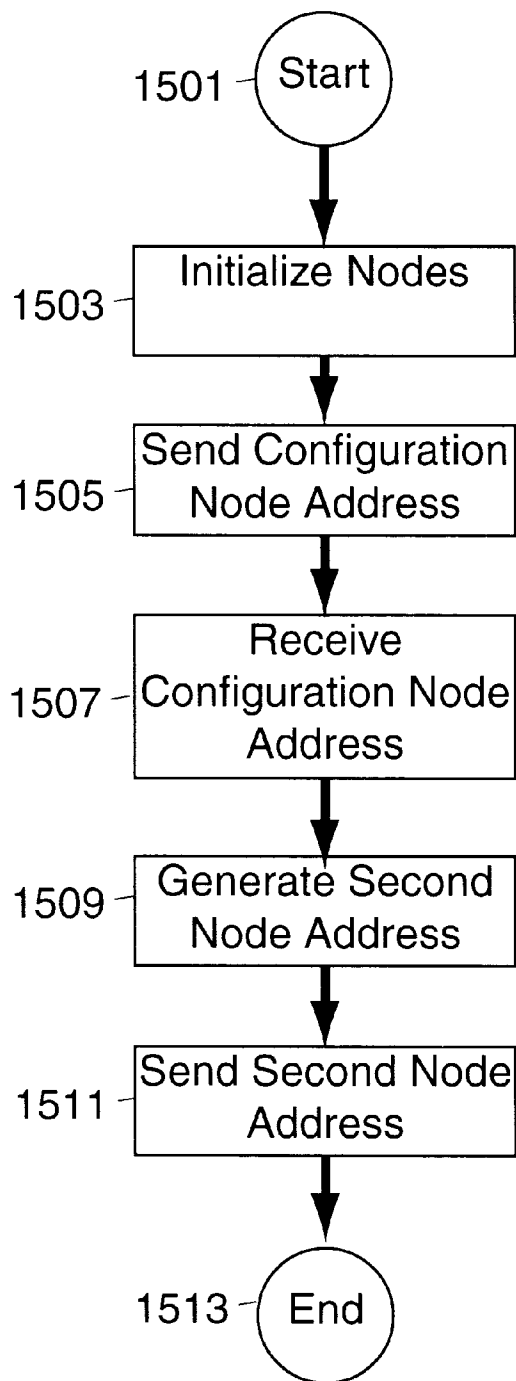 1501
Start
1503
Initialize Nodes
1505
Send Configuration
Node Address
1507
Receive
Configuration Node
Address
1509
Generate Second
Node Address
1511
Send Second Node
Address
1513
End